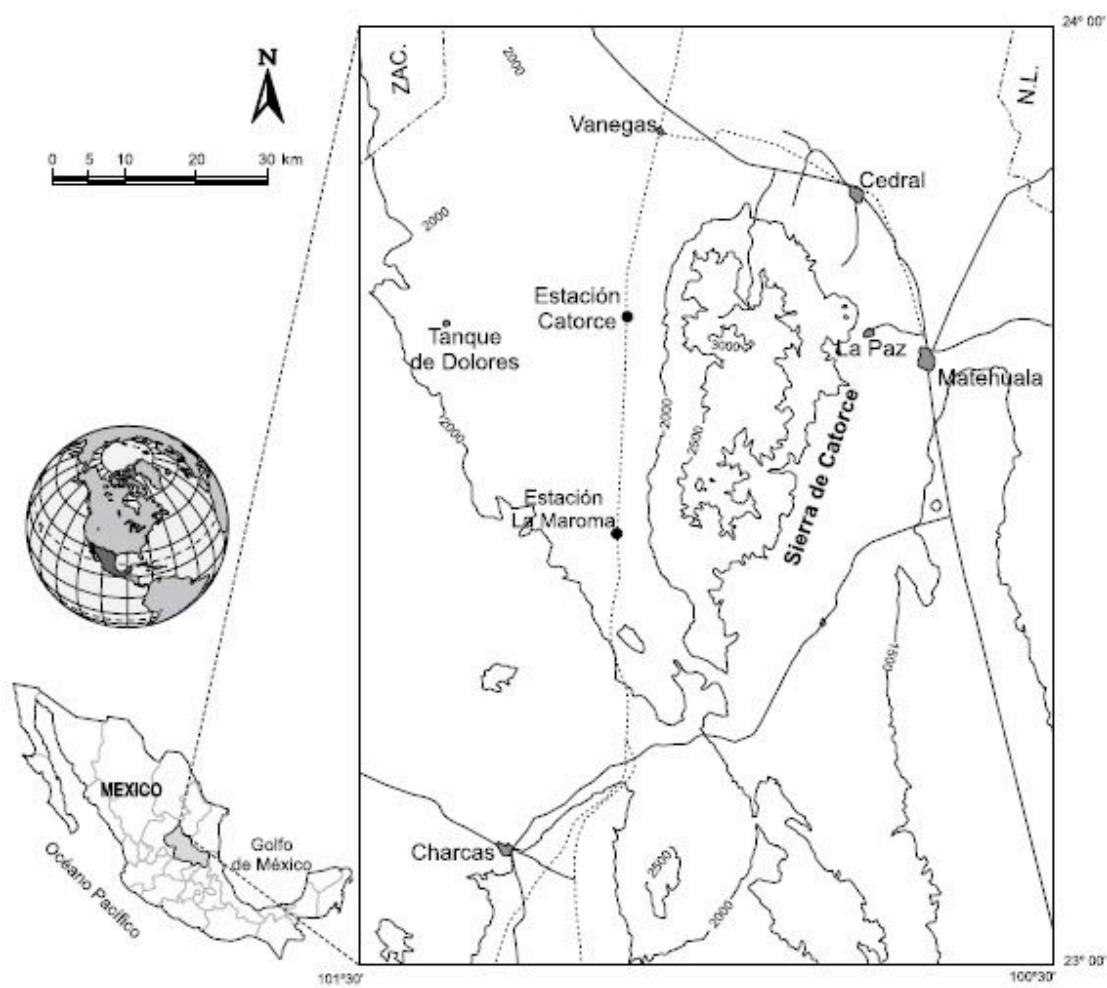 24° 00'
N
ZAC.
2000
N.L.
Vanegas
0 5 10 20 30 km
Cedral
2000
Estación
Catorce
Tanque
de Dolores
3000
La Paz
Matehuala
2000
2000
2500
Sierra de Catorce
Estación
La Maroma
1500
MEXICO
Golfo
de México
Océano Pacífico
Charcas
2500
2000
101° 30'
100° 30'
23° 00'